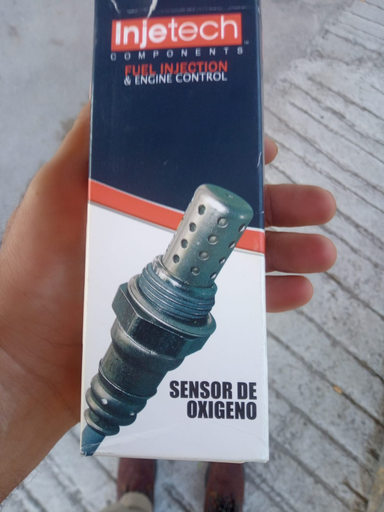 Injetech
COMPONENTS
FUEL INJECTION
& ENGINE CONTROL
SENSOR DE
OXIGENO